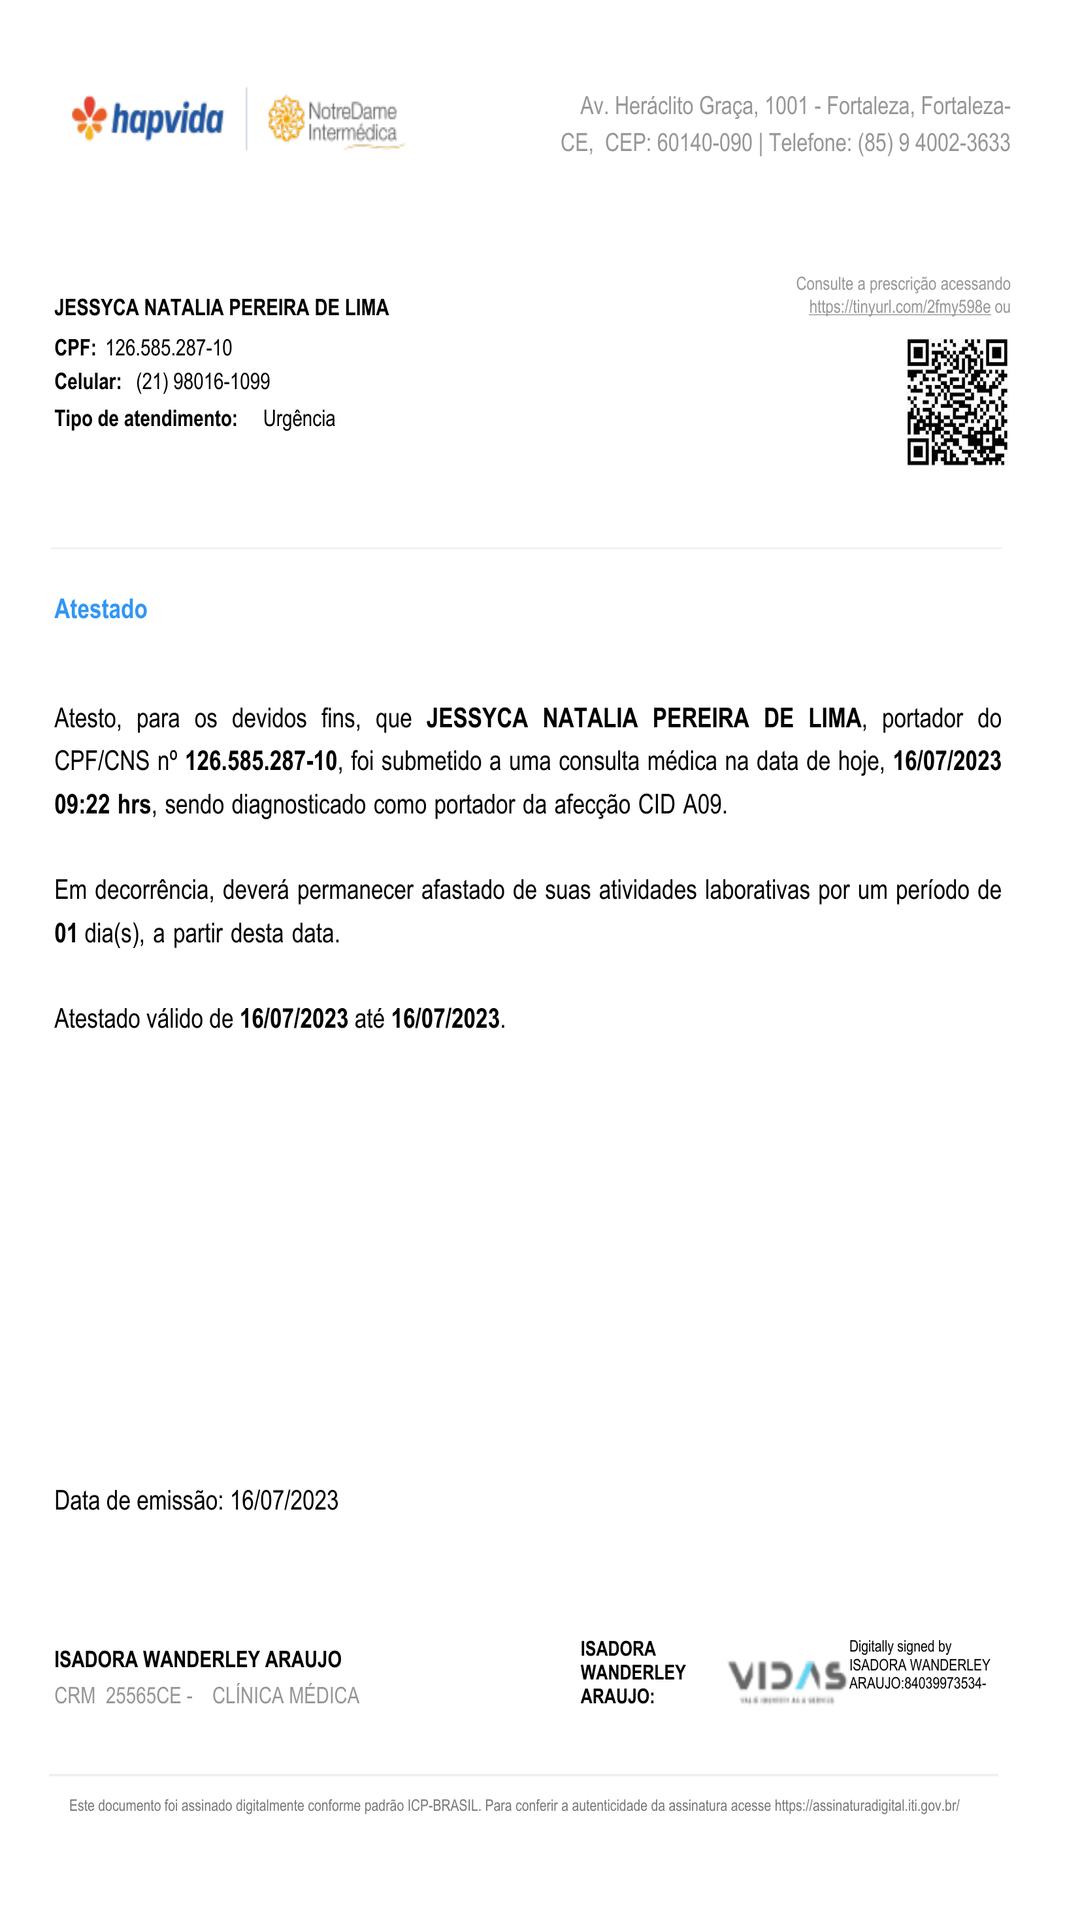 hapvida
NotreDame
Intermédica
Av. Heráclito Graça, 1001 - Fortaleza, Fortaleza-
CE, CEP: 60140-090 | Telefone: (85) 9 4002-3633
Consulte a prescrição acessando
https://tinyurl.com/2fmy598e ou
JESSYCA NATALIA PEREIRA DE LIMA
CPF: 126.585.287-10
Celular: (21) 98016-1099
Tipo de atendimento: Urgência
Atestado
Atesto, para os devidos fins, que JESSYCA NATALIA PEREIRA DE LIMA, portador do
CPF/CNS nº 126.585.287-10, foi submetido a uma consulta médica na data de hoje, 16/07/2023
09:22 hrs, sendo diagnosticado como portador da afecção CID A09.
Em decorrência, deverá permanecer afastado de suas atividades laborativas por um período de
01 dia(s), a partir desta data.
Atestado válido de 16/07/2023 até 16/07/2023.
Data de emissão: 16/07/2023
ISADORA WANDERLEY ARAUJO
CRM 25565CE - CLÍNICA MÉDICA
ISADORA
WANDERLEY
ARAUJO:
VIDAS
Digitally signed by
ISADORA WANDERLEY
ARAUJO:84039973534-
Este documento foi assinado digitalmente conforme padrão ICP-BRASIL. Para conferir a autenticidade da assinatura acesse https://assinaturadigital.iti.gov.br/